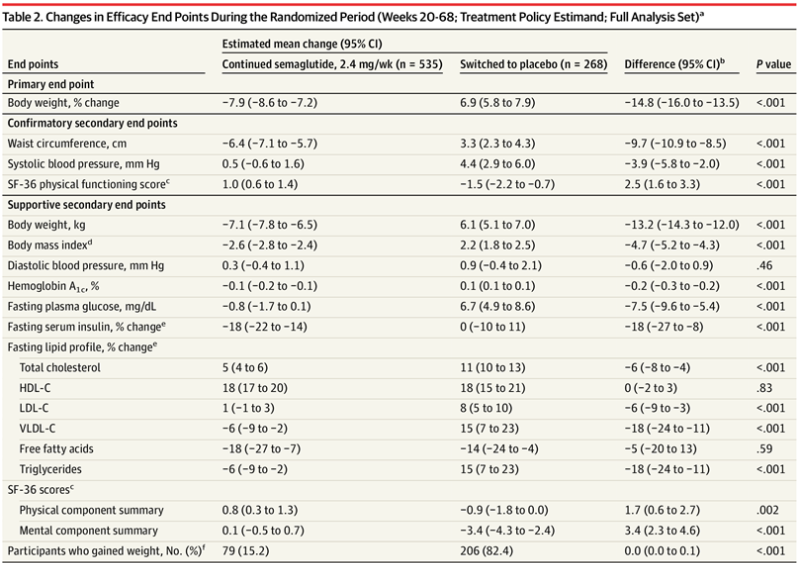 Table 2. Changes in Efficacy End Points During the Randomized Period (Weeks 20-68; Treatment Policy Estimand; Full Analysis Set)a
Estimated mean change (95% CI)
End points Continued semaglutide, 2.4 mg/wk (n = 535) Switched to placebo (n = 268) Difference (95% CI)b P value
Primary end point
Body weight, % change −7.9 (−8.6 to −7.2) 6.9 (5.8 to 7.9) −14.8 (−16.0 to −13.5) <.001
Confirmatory secondary end points
Waist circumference, cm −6.4 (−7.1 to −5.7) 3.3 (2.3 to 4.3) −9.7 (−10.9 to −8.5) <.001
Systolic blood pressure, mm Hg 0.5 (−0.6 to 1.6) 4.4 (2.9 to 6.0) −3.9 (−5.8 to −2.0) <.001
SF-36 physical functioning scorec 1.0 (0.6 to 1.4) −1.5 (−2.2 to −0.7) 2.5 (1.6 to 3.3) <.001
Supportive secondary end points
Body weight, kg −7.1 (−7.8 to −6.5) 6.1 (5.1 to 7.0) −13.2 (−14.3 to −12.0) <.001
Body mass indexd −2.6 (−2.8 to −2.4) 2.2 (1.8 to 2.5) −4.7 (−5.2 to −4.3) <.001
Diastolic blood pressure, mm Hg 0.3 (−0.4 to 1.1) 0.9 (−0.4 to 2.1) −0.6 (−2.0 to 0.9) .46
Hemoglobin A1c, % −0.1 (−0.2 to −0.1) 0.1 (0.1 to 0.1) −0.2 (−0.3 to −0.2) <.001
Fasting plasma glucose, mg/dL −0.8 (−1.7 to 0.1) 6.7 (4.9 to 8.6) −7.5 (−9.6 to −5.4) <.001
Fasting serum insulin, % changee −18 (−22 to −14) 0 (−10 to 11) −18 (−27 to −8) <.001
Fasting lipid profile, % changee
Total cholesterol 5 (4 to 6) 11 (10 to 13) −6 (−8 to −4) <.001
HDL-C 18 (17 to 20) 18 (15 to 21) 0 (−2 to 3) .83
LDL-C 1 (−1 to 3) 8 (5 to 10) −6 (−9 to −3) <.001
VLDL-C −6 (−9 to −2) 15 (7 to 23) −18 (−24 to −11) <.001
Free fatty acids −18 (−27 to −7) −14 (−24 to −4) −5 (−20 to 13) .59
Triglycerides −6 (−9 to −2) 15 (7 to 23) −18 (−24 to −11) <.001
SF-36 scoresc
Physical component summary 0.8 (0.3 to 1.3) −0.9 (−1.8 to 0.0) 1.7 (0.6 to 2.7) .002
Mental component summary 0.1 (−0.5 to 0.7) −3.4 (−4.3 to −2.4) 3.4 (2.3 to 4.6) <.001
Participants who gained weight, No. (%)f 79 (15.2) 206 (82.4) 0.0 (0.0 to 0.1) <.001